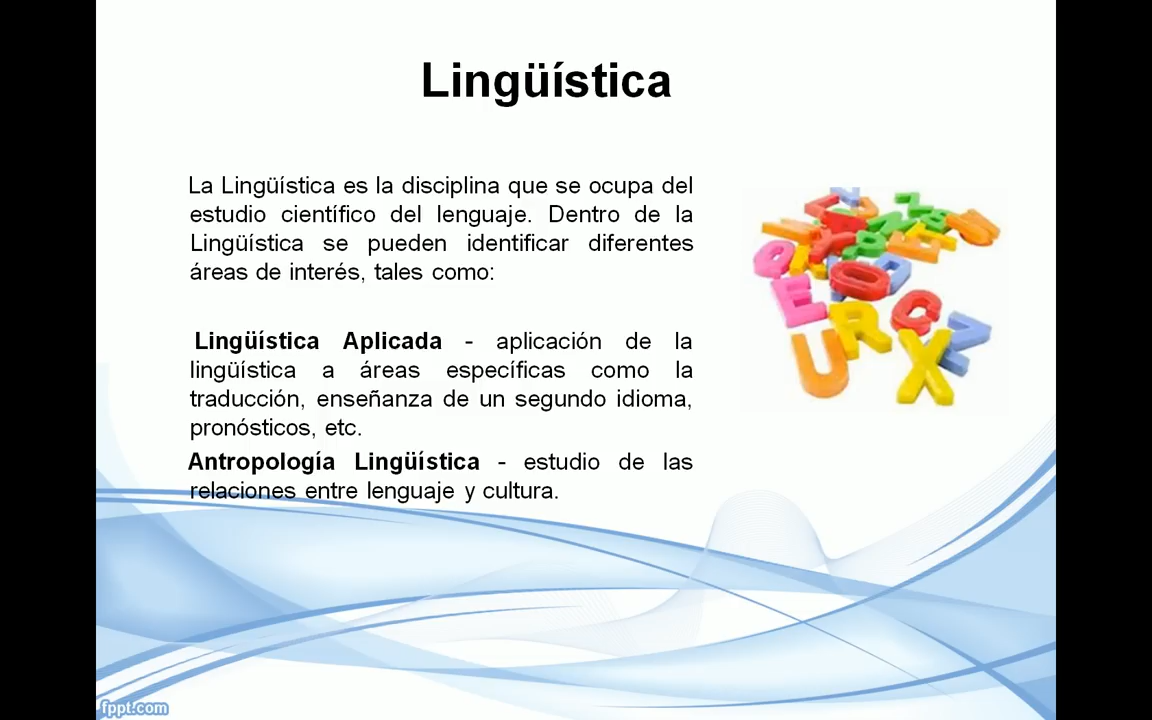 Lingüística
La Lingüística es la disciplina que se ocupa del
estudio científico del lenguaje. Dentro de la
Lingüística se pueden identificar diferentes
áreas de interés, tales como:
Lingüística Aplicada - aplicación de la
lingüística a áreas específicas como la
traducción, enseñanza de un segundo idioma,
pronósticos, etc.
Antropología Lingüística - estudio de las
relaciones entre lenguaje y cultura.
E O C
U R X Z
fppt.com